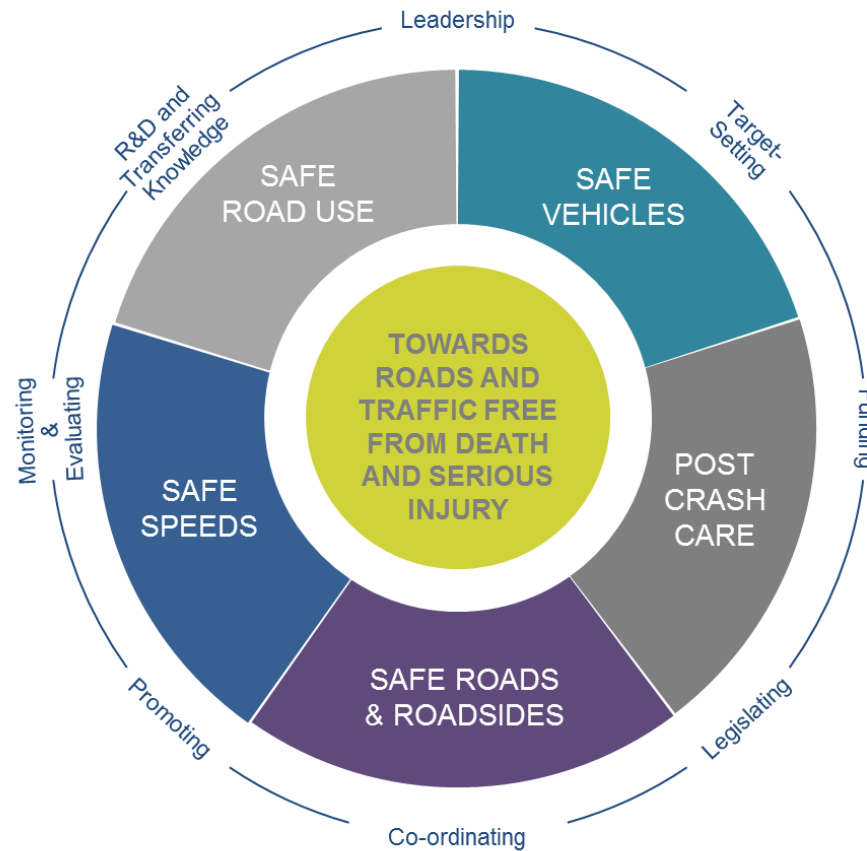 Leadership
Target-
Setting
Funding
Legislating
Co-ordinating
Promoting
Monitoring
&
Evaluating
R&D and
Transferring
Knowledge
SAFE
ROAD USE
SAFE
VEHICLES
POST
CRASH
CARE
SAFE ROADS
& ROADSIDES
SAFE
SPEEDS
TOWARDS
ROADS AND
TRAFFIC FREE
FROM DEATH
AND SERIOUS
INJURY